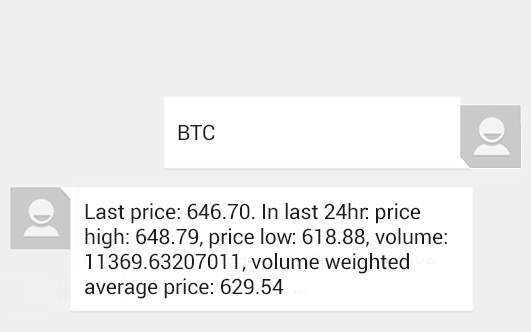 BTC
Last price: 646.70. In last 24hr: price
high: 648.79, price low: 618.88, volume:
11369.63207011, volume weighted
average price: 629.54